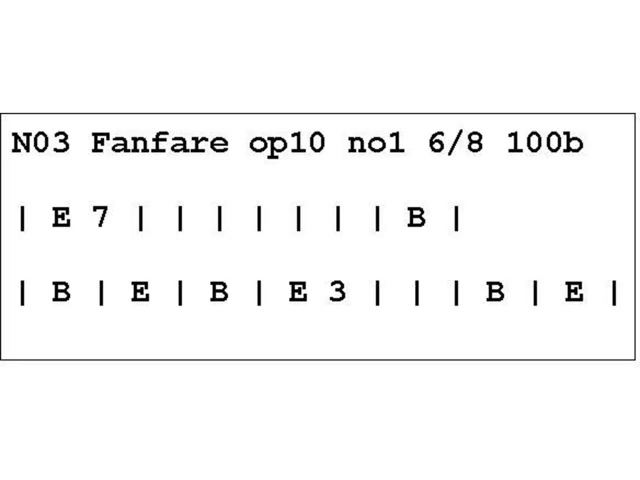 N03 Fanfare op10 no1 6/8 100b
| E 7 | | | | | | | B |
| B | E | B | E 3 | | | B | E |